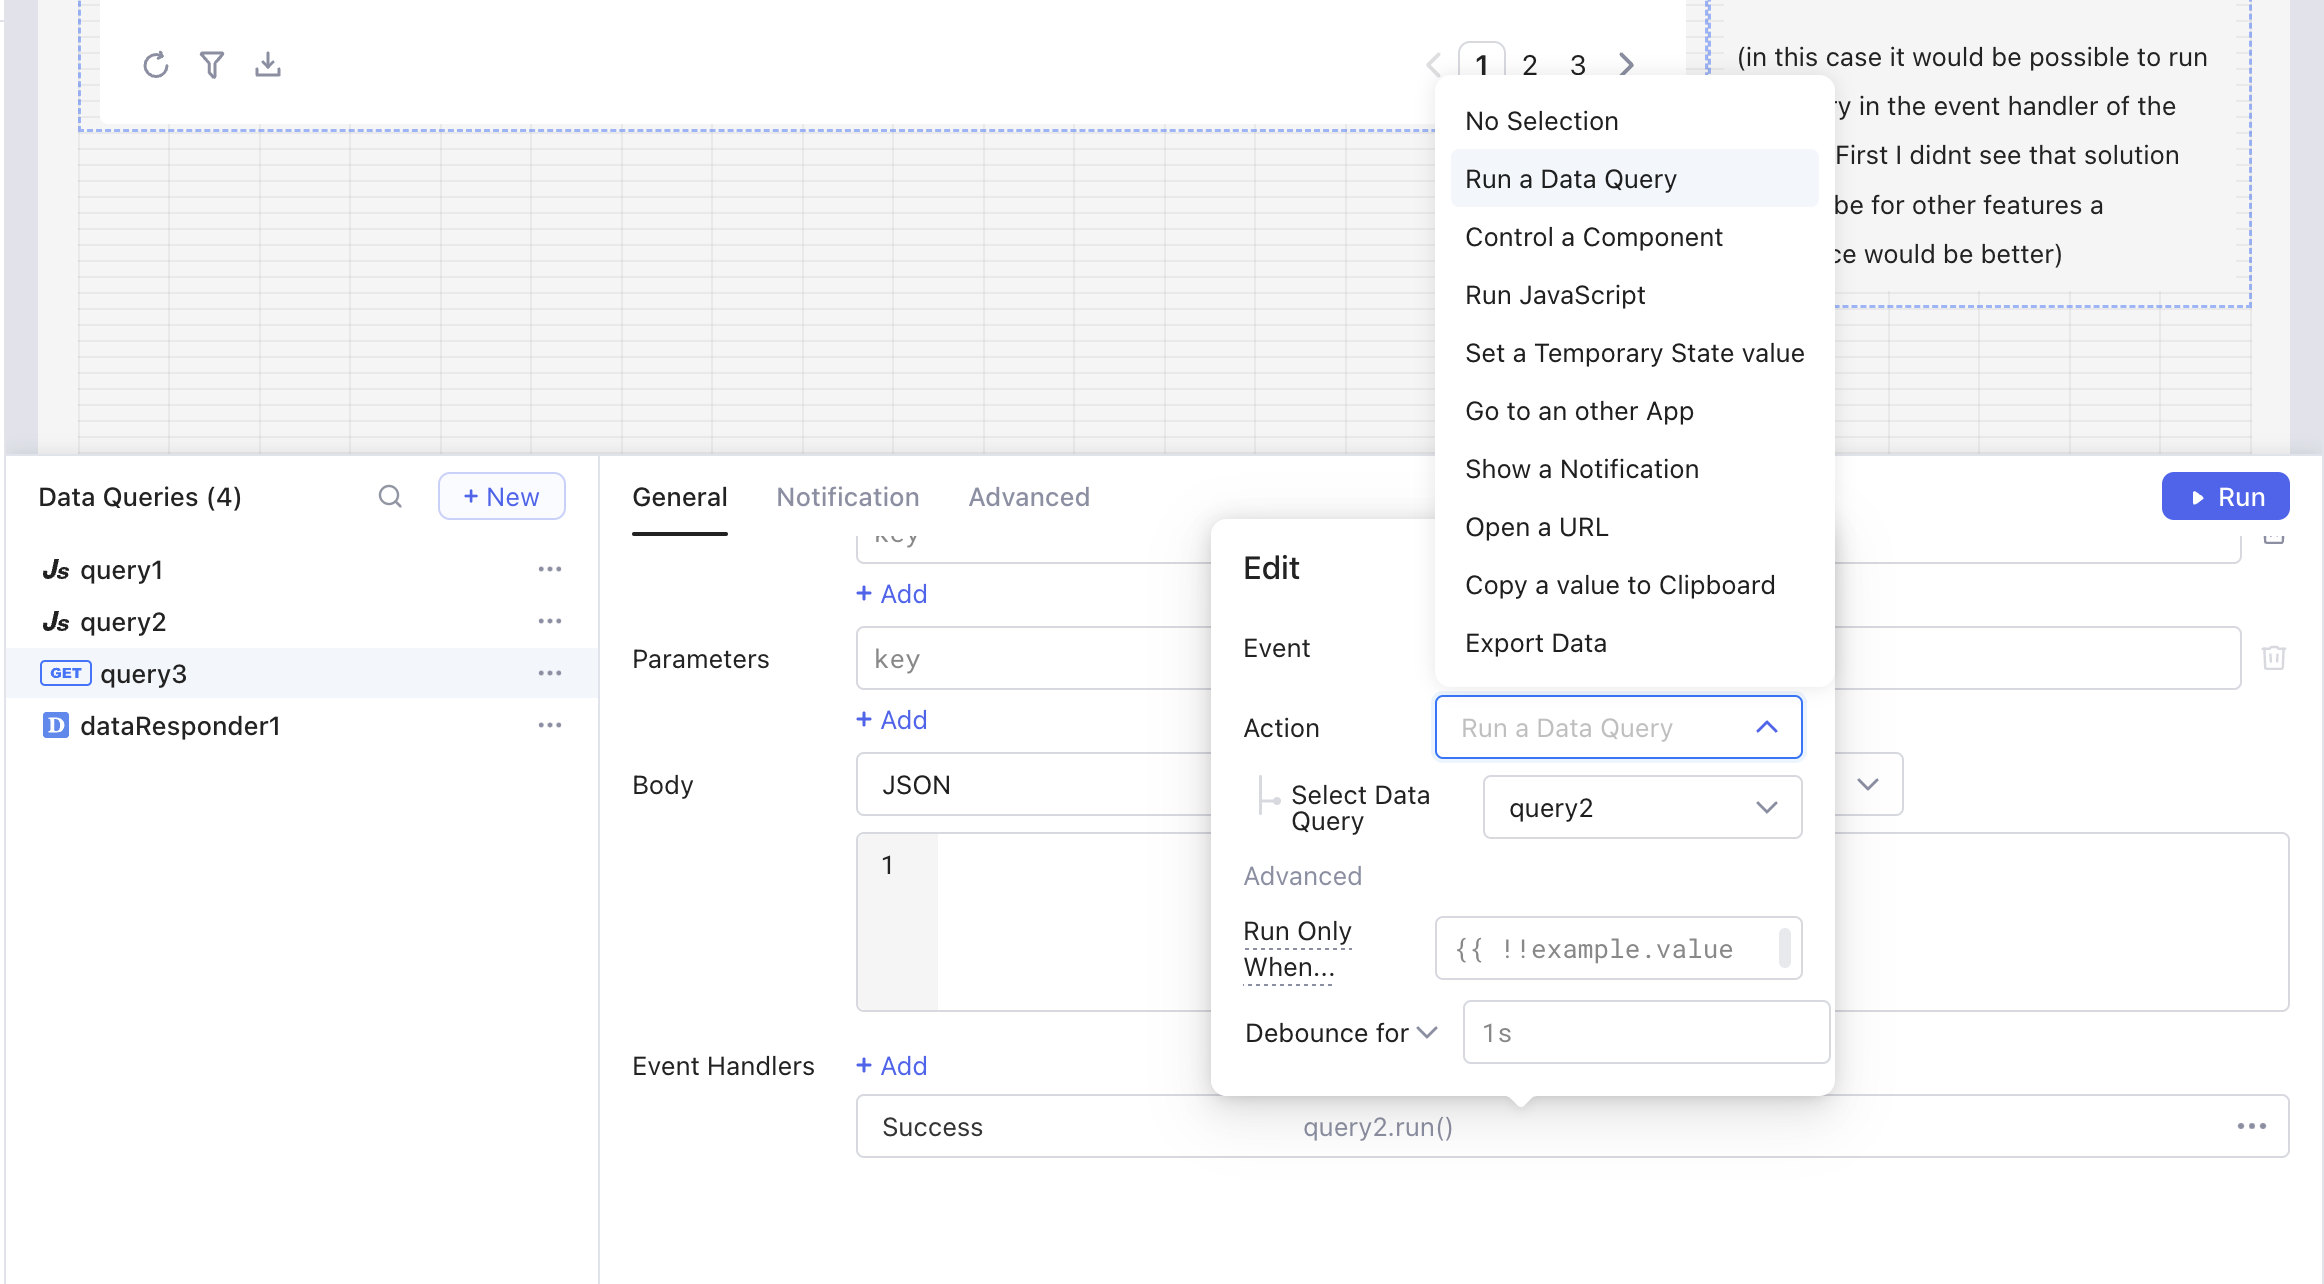 1 2 3
(in this case it would be possible to run
in the event handler of the
First I didnt see that solution
be for other features a
would be better)
No Selection
Run a Data Query
Control a Component
Run JavaScript
Set a Temporary State value
Go to an other App
Show a Notification
Open a URL
Copy a value to Clipboard
Export Data
Data Queries (4)
+ New
Js query1
Js query2
GET query3
D dataResponder1
General Notification Advanced
Run
key
+ Add
Parameters
key
+ Add
Body
JSON
1
Event Handlers
+ Add
Success query2.run()
Edit
Event
Action
Run a Data Query
Select Data
Query
query2
Advanced
Run Only
When...
{{ !!example.value
Debounce for
1s